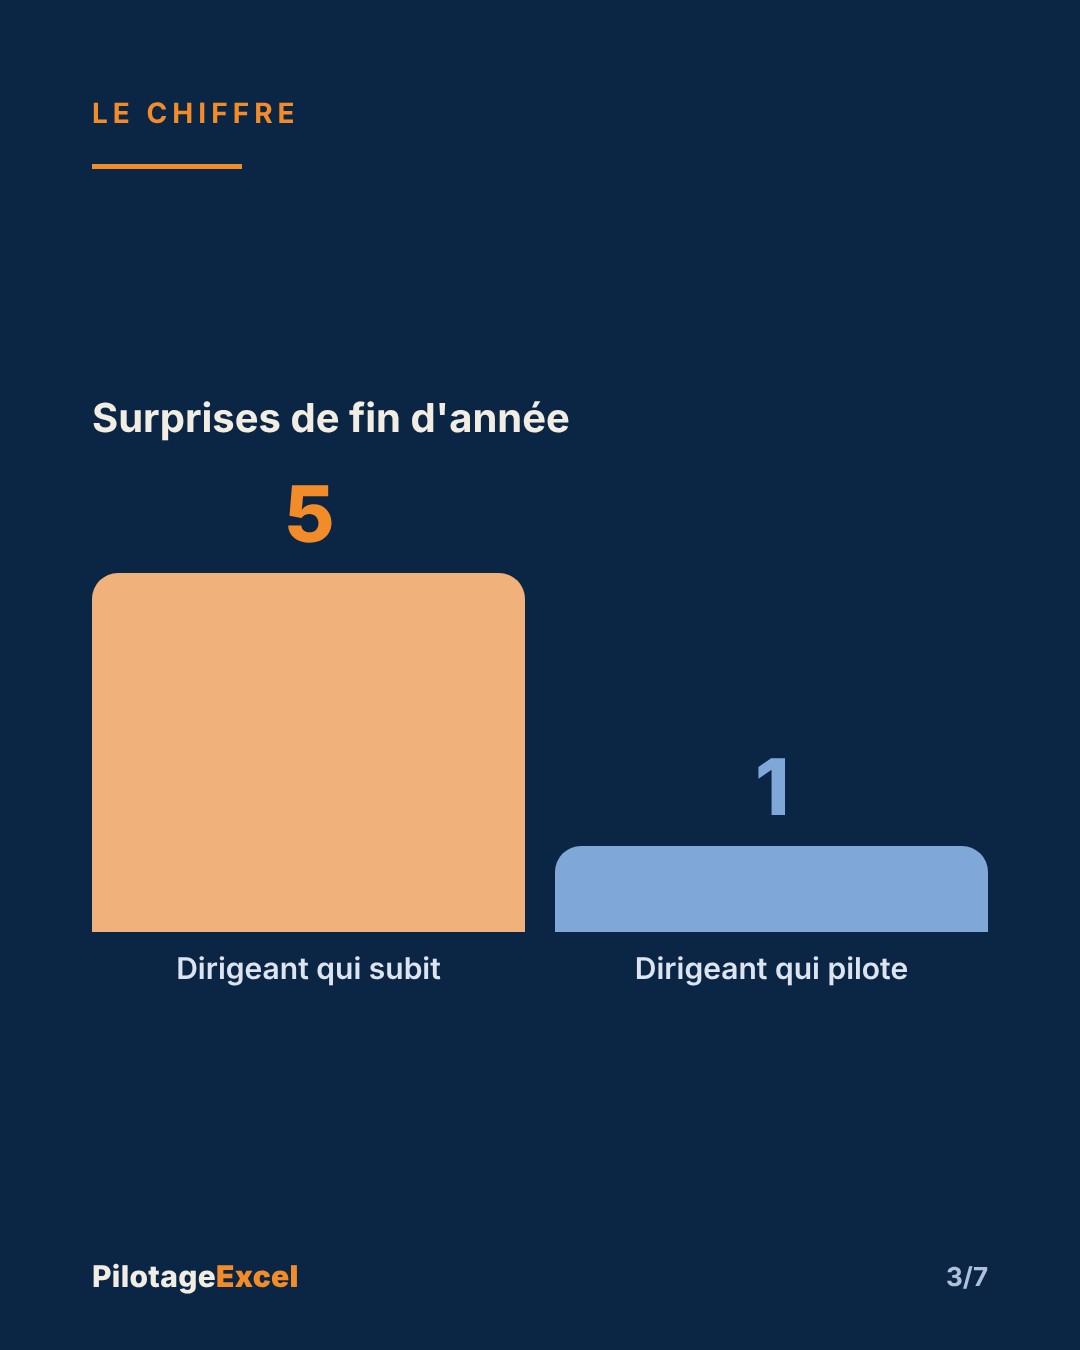 LE CHIFFRE
Surprises de fin d'année
5
1
Dirigeant qui subit
Dirigeant qui pilote
PilotageExcel
3/7